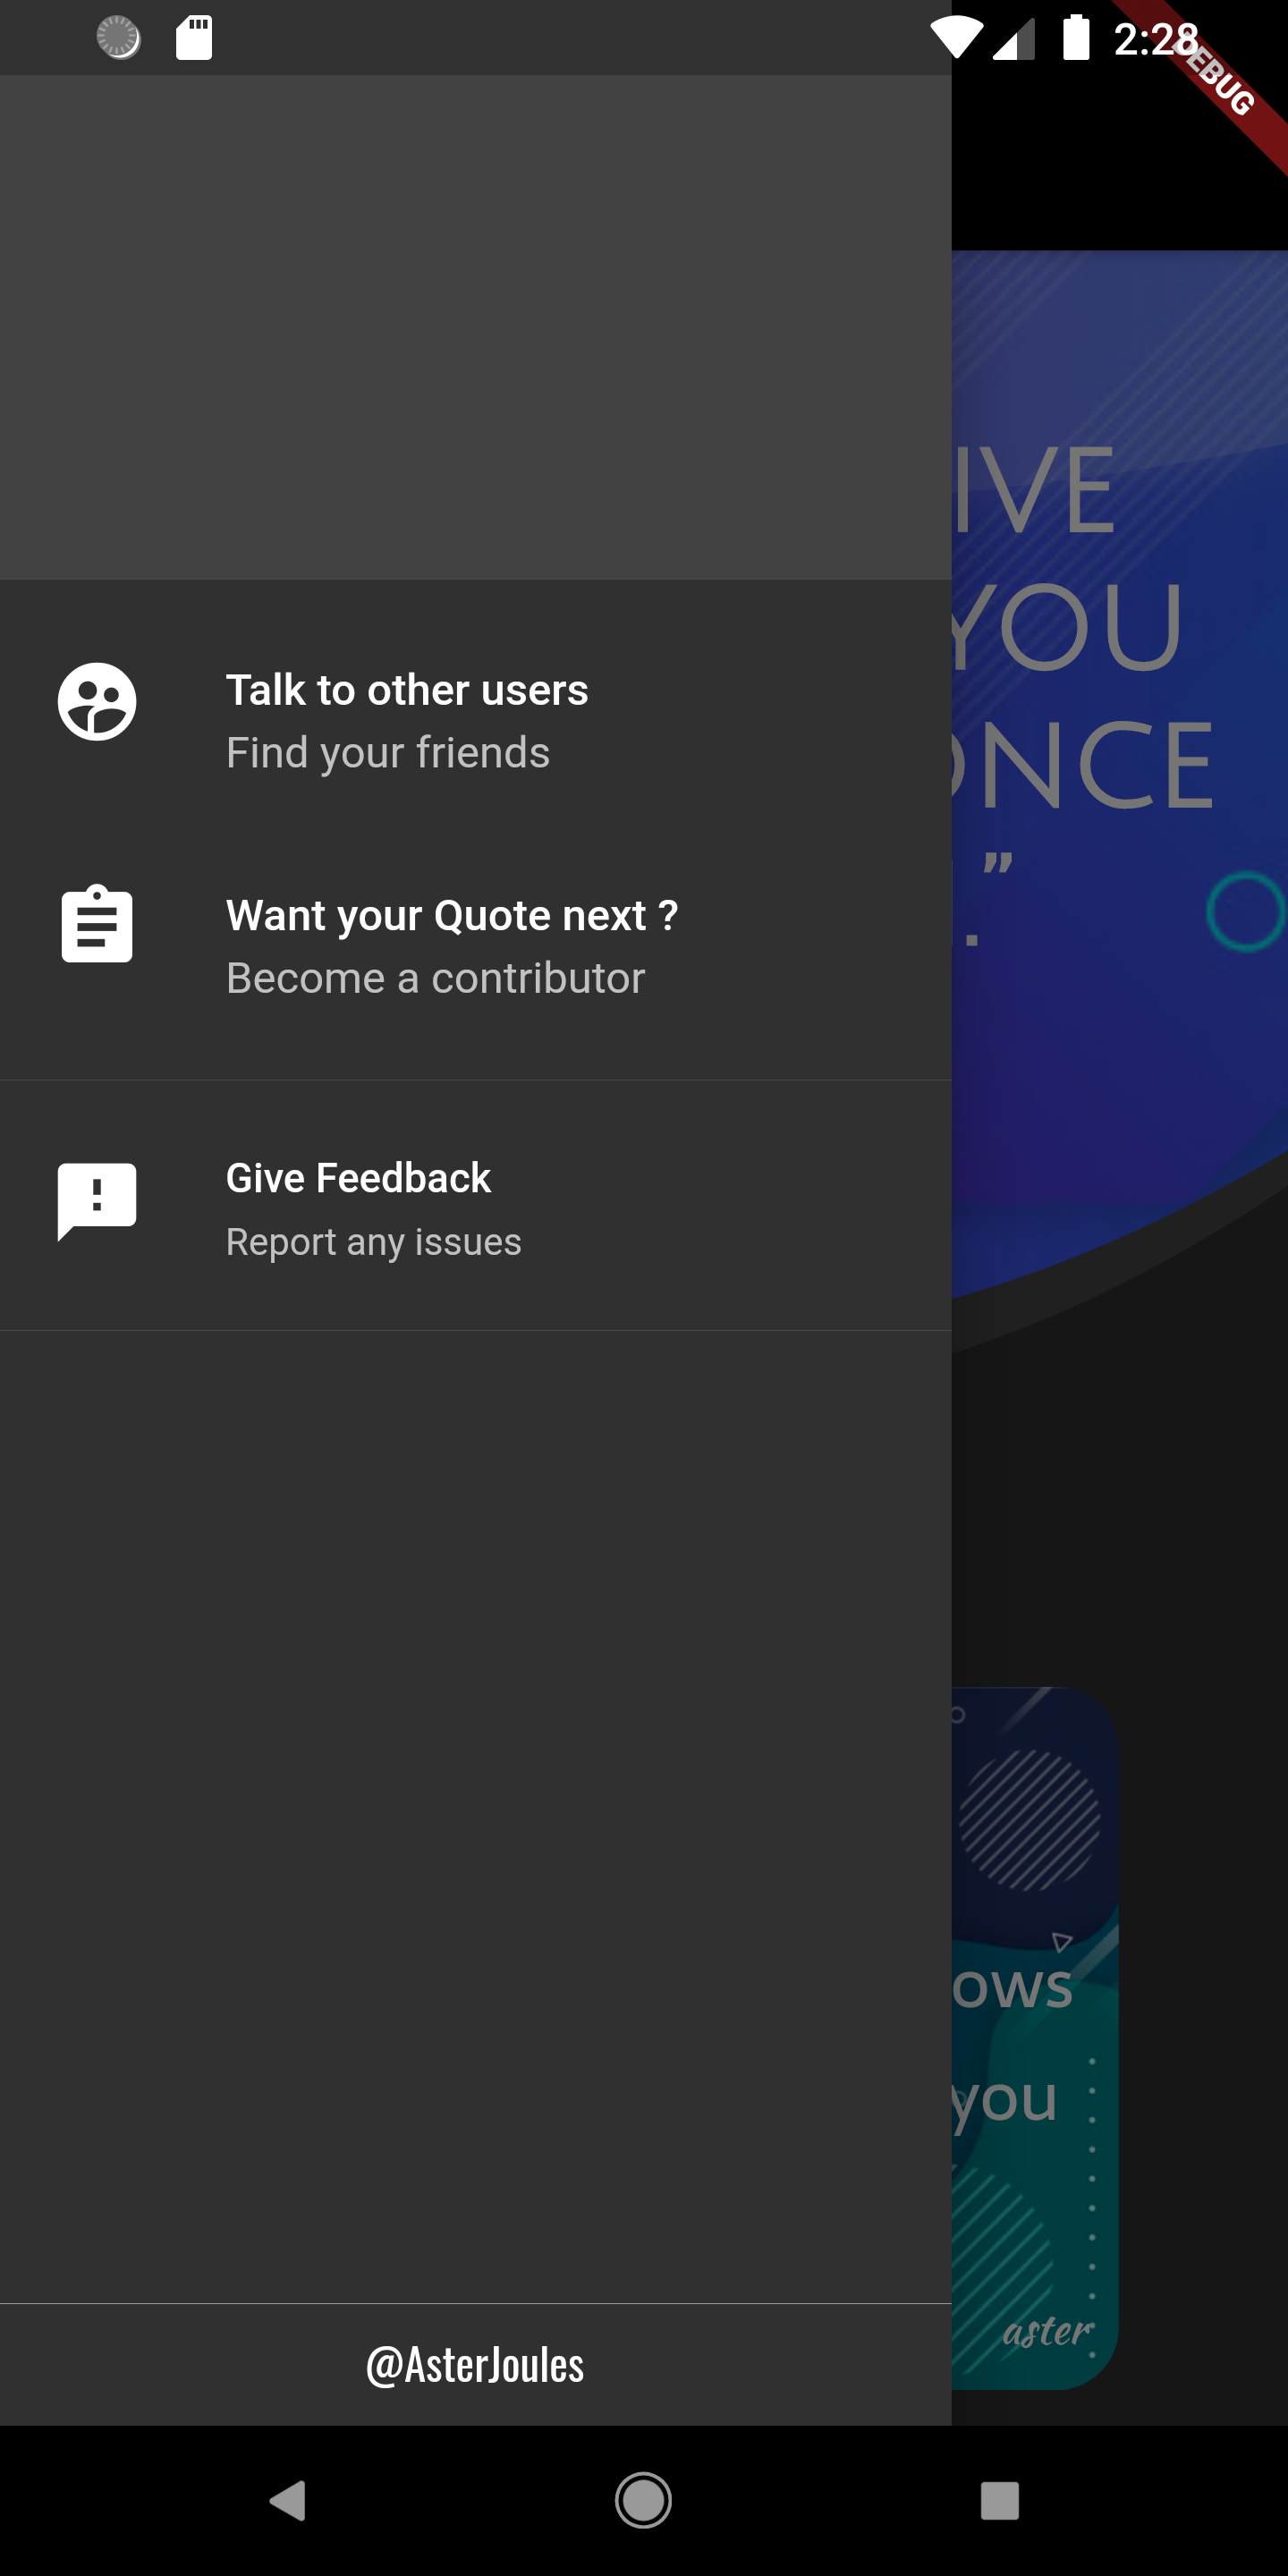 2:28
DEBUG
IVE
YOU
ONCE
.”
Talk to other users
Find your friends
Want your Quote next ?
Become a contributor
Give Feedback
Report any issues
ows
you
aster
@AsterJoules